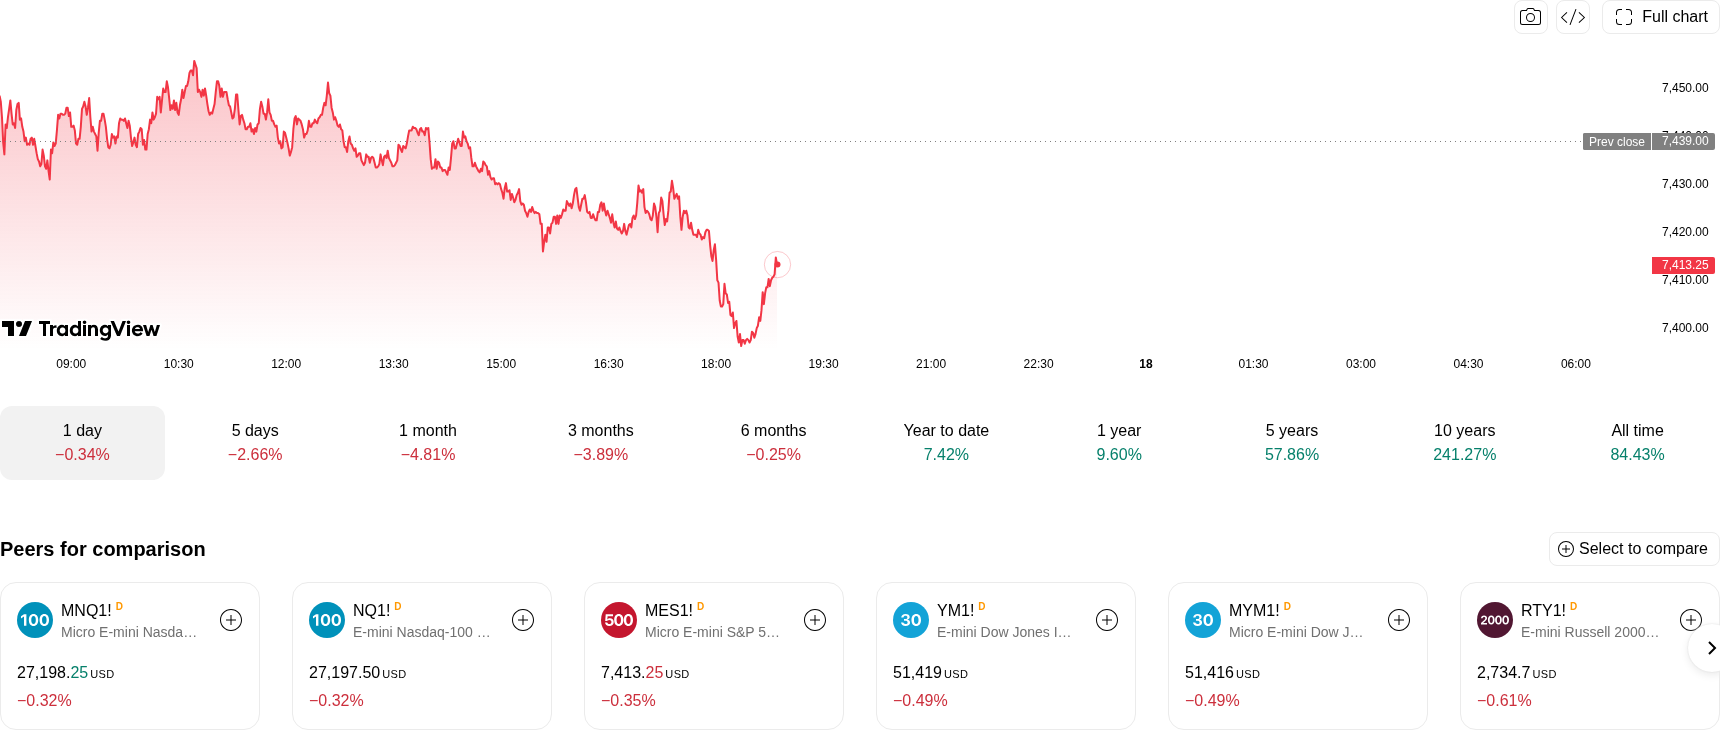 Full chart
7,450.00
Prev close 7,439.00
7,430.00
7,420.00
7,413.25
7,410.00
7,400.00
TradingView
09:00 10:30 12:00 13:30 15:00 16:30 18:00 19:30 21:00 22:30 18 01:30 03:00 04:30 06:00
1 day 5 days 1 month 3 months 6 months Year to date 1 year 5 years 10 years All time
−0.34% −2.66% −4.81% −3.89% −0.25% 7.42% 9.60% 57.86% 241.27% 84.43%
Peers for comparison
Select to compare
100 MNQ1! D
Micro E-mini Nasda…
27,198.25 USD
−0.32%
100 NQ1! D
E-mini Nasdaq-100 …
27,197.50 USD
−0.32%
500 MES1! D
Micro E-mini S&P 5…
7,413.25 USD
−0.35%
30 YM1! D
E-mini Dow Jones I…
51,419 USD
−0.49%
30 MYM1! D
Micro E-mini Dow J…
51,416 USD
−0.49%
2000 RTY1! D
E-mini Russell 2000…
2,734.7 USD
−0.61%